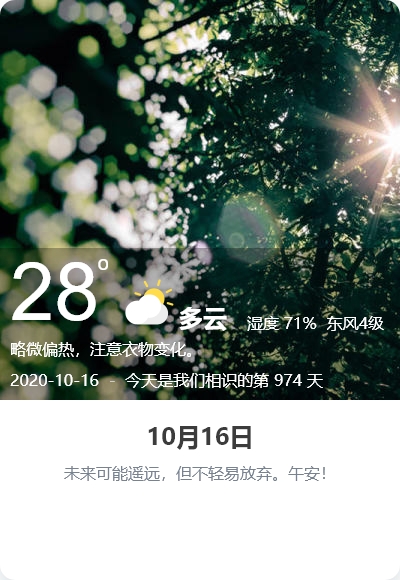 28°
多云 湿度 71% 东风4级
略微偏热，注意衣物变化。
2020-10-16 - 今天是我们相识的第 974 天
10月16日
未来可能遥远，但不轻易放弃。午安！